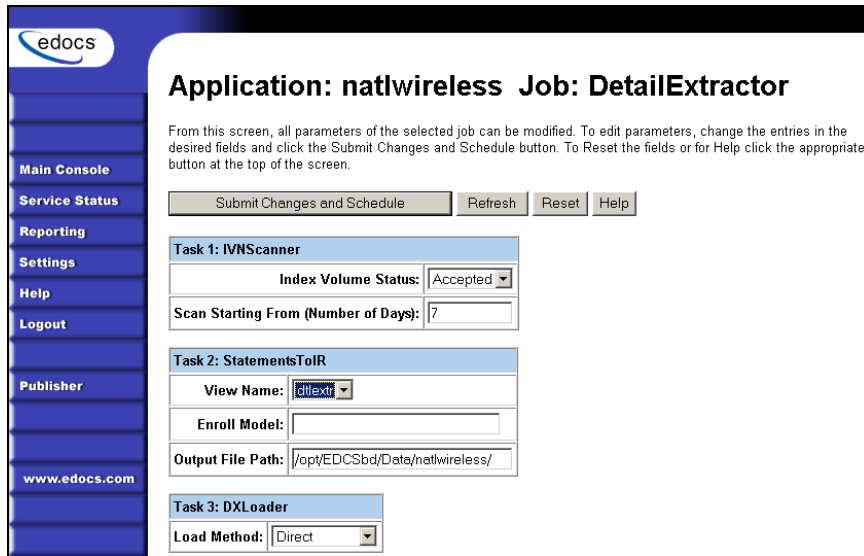 edocs
Application: natlwireless Job: DetailExtractor
From this screen, all parameters of the selected job can be modified. To edit parameters, change the entries in the
desired fields and click the Submit Changes and Schedule button. To Reset the fields or for Help click the appropriate
button at the top of the screen.
Submit Changes and Schedule Refresh Reset Help
Main Console
Service Status
Reporting
Settings
Help
Logout
Publisher
www.edocs.com
Task 1: IVNScanner
Index Volume Status: Accepted
Scan Starting From (Number of Days): 7
Task 2: StatementsToIR
View Name: dtlextr
Enroll Model:
Output File Path: /opt/EDCSbd/Data/natlwireless/
Task 3: DXLoader
Load Method: Direct